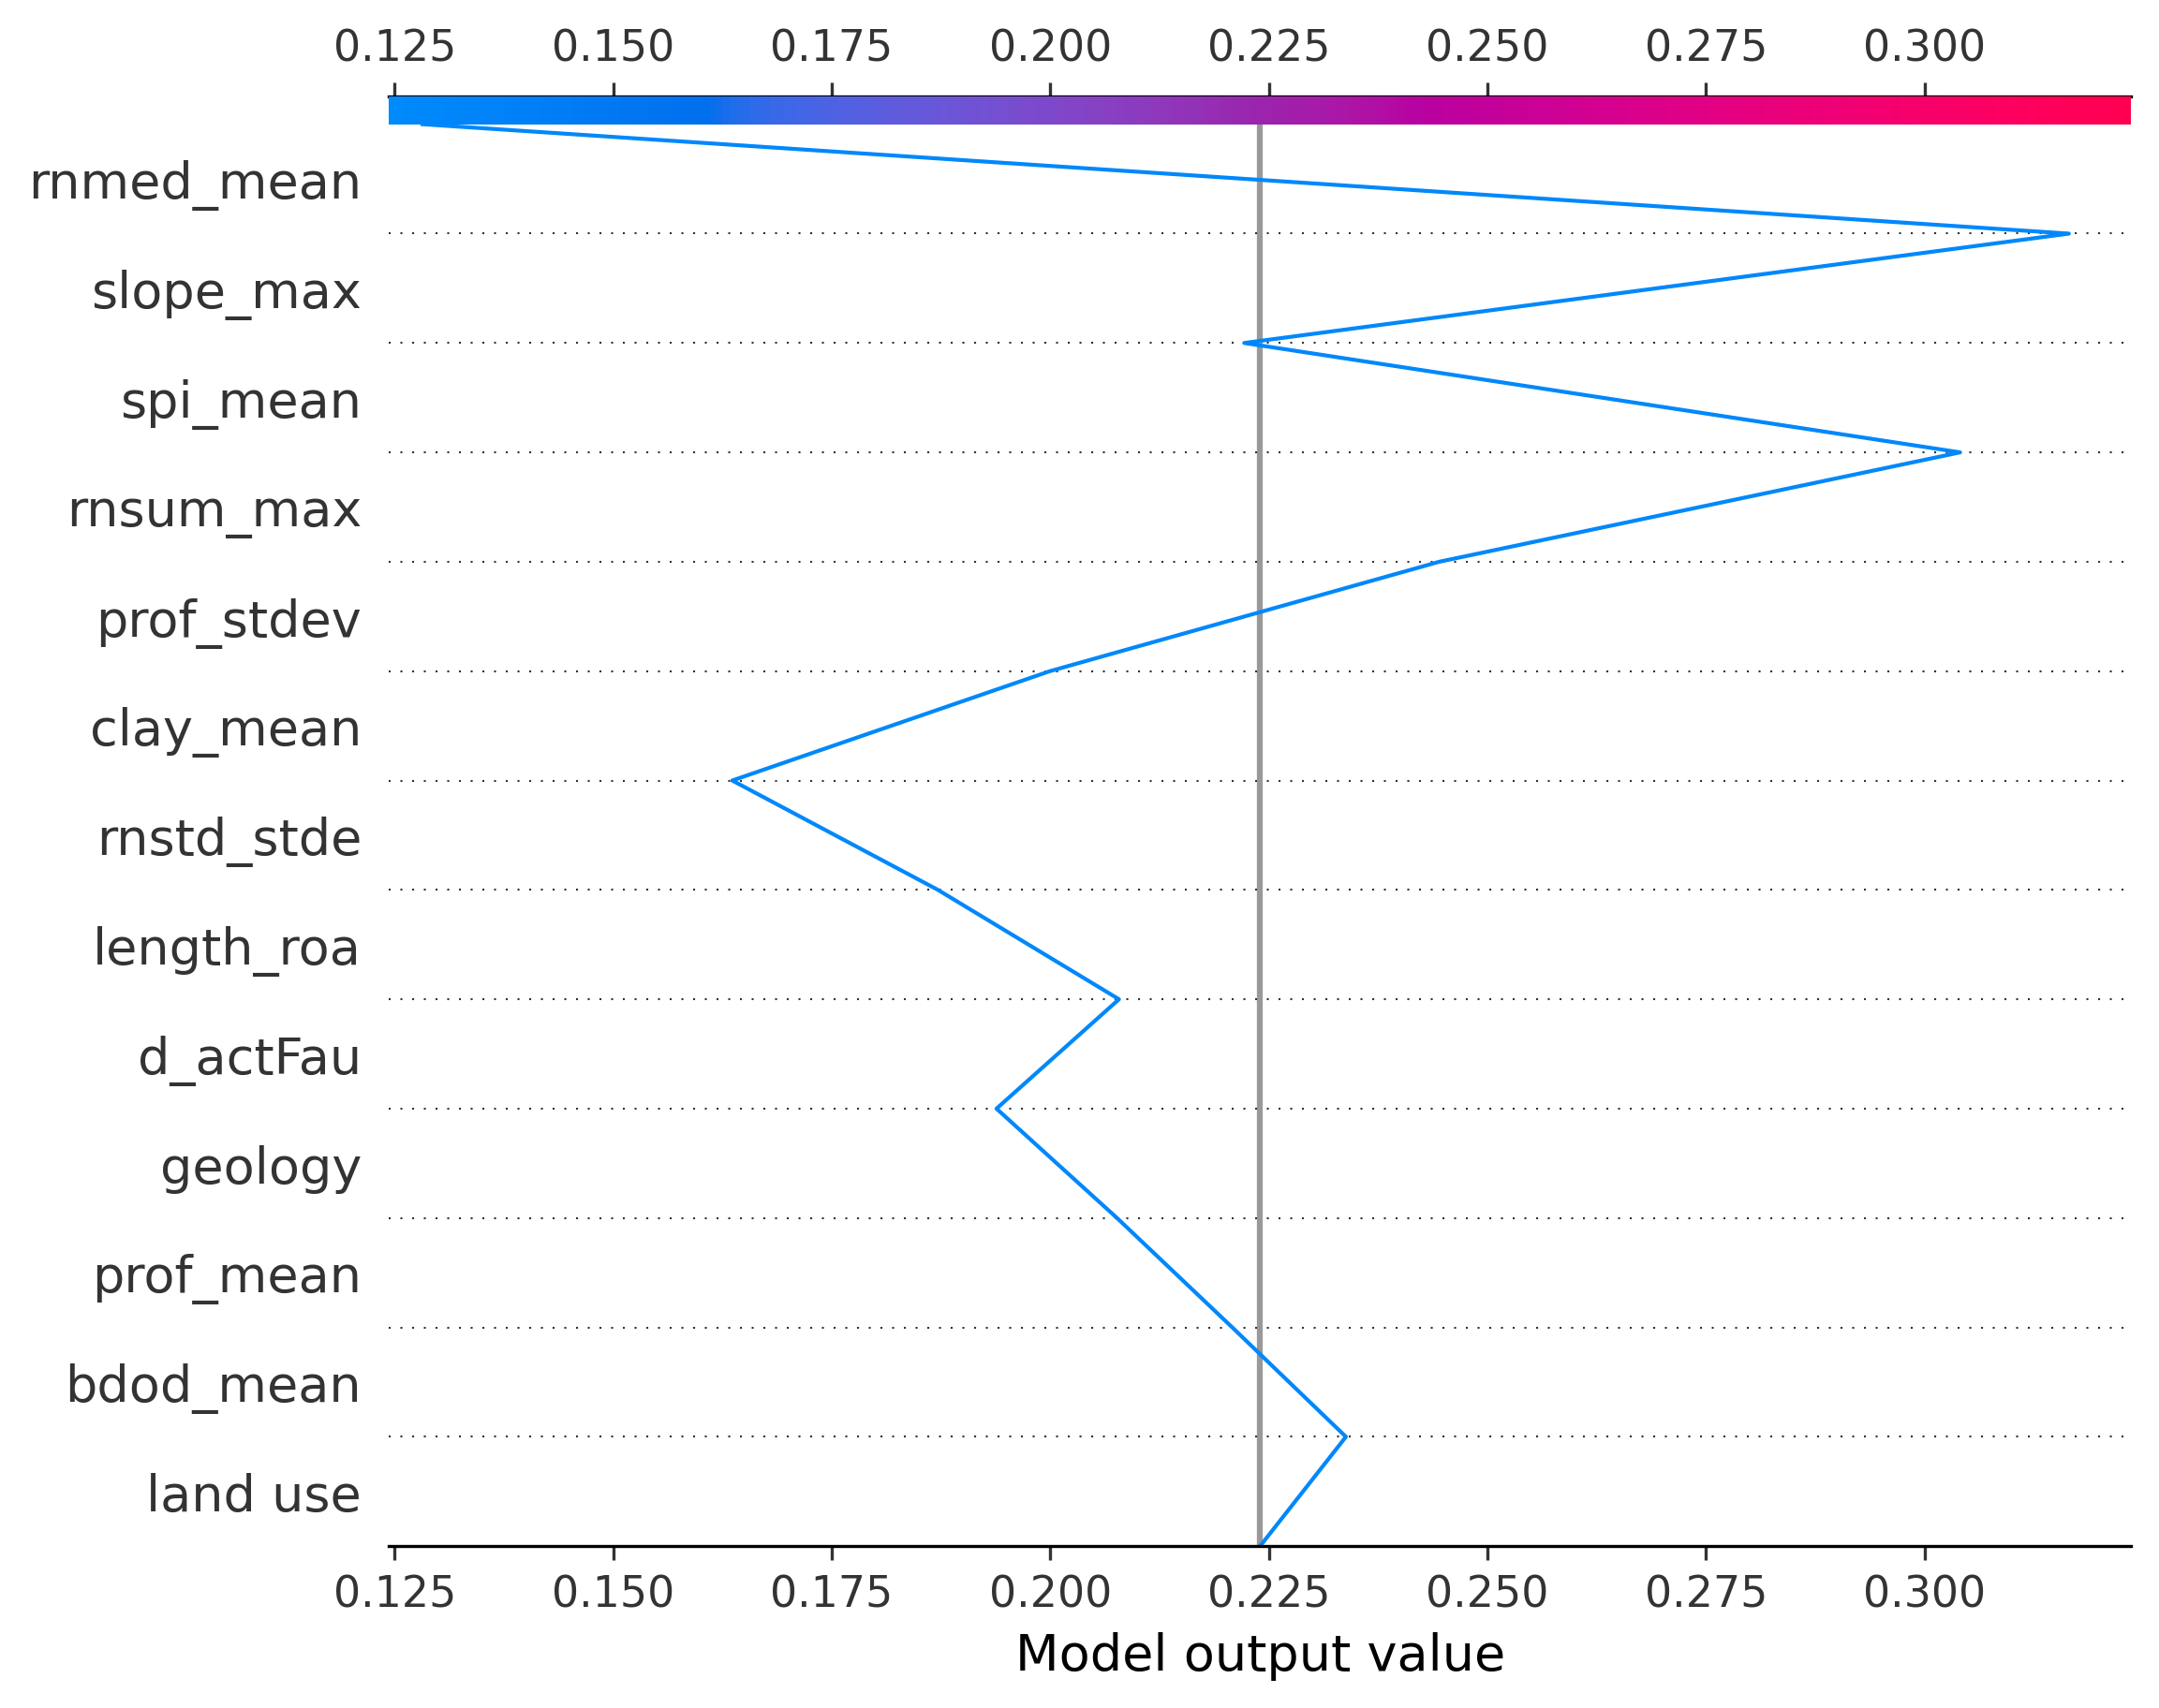 0.125 0.150 0.175 0.200 0.225 0.250 0.275 0.300
rnmed_mean
slope_max
spi_mean
rnsum_max
prof_stdev
clay_mean
rnstd_stde
length_roa
d_actFau
geology
prof_mean
bdod_mean
land use
0.125 0.150 0.175 0.200 0.225 0.250 0.275 0.300
Model output value